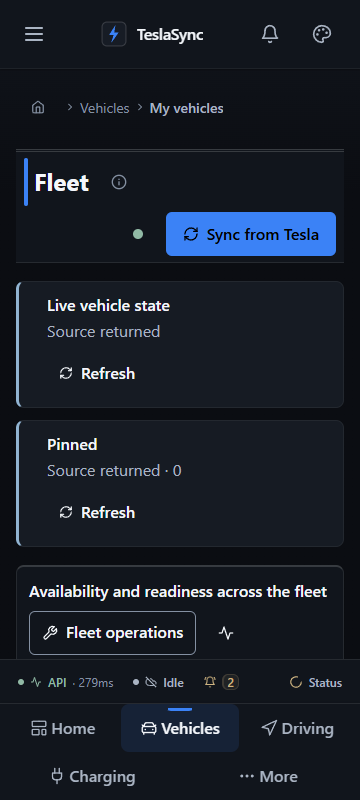 TeslaSync
Vehicles
My vehicles
Fleet
Sync from Tesla
Live vehicle state
Source returned
Refresh
Pinned
Source returned · 0
Refresh
Availability and readiness across the fleet
Fleet operations
API · 279ms
Idle
2
Status
Home
Vehicles
Driving
Charging
More